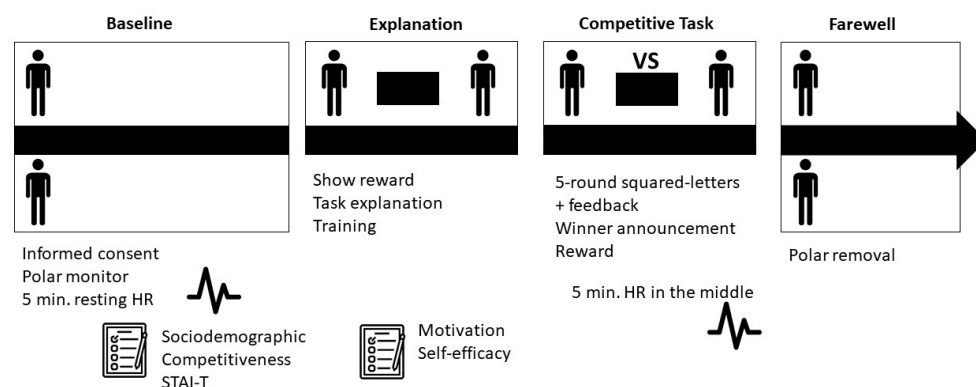 Baseline
Explanation
Competitive Task
Farewell
VS
Show reward
Task explanation
Training
5-round squared-letters
+ feedback
Winner announcement
Reward
Informed consent
Polar monitor
5 min. resting HR
Polar removal
5 min. HR in the middle
Sociodemographic
Competitiveness
STAI-T
Motivation
Self-efficacy